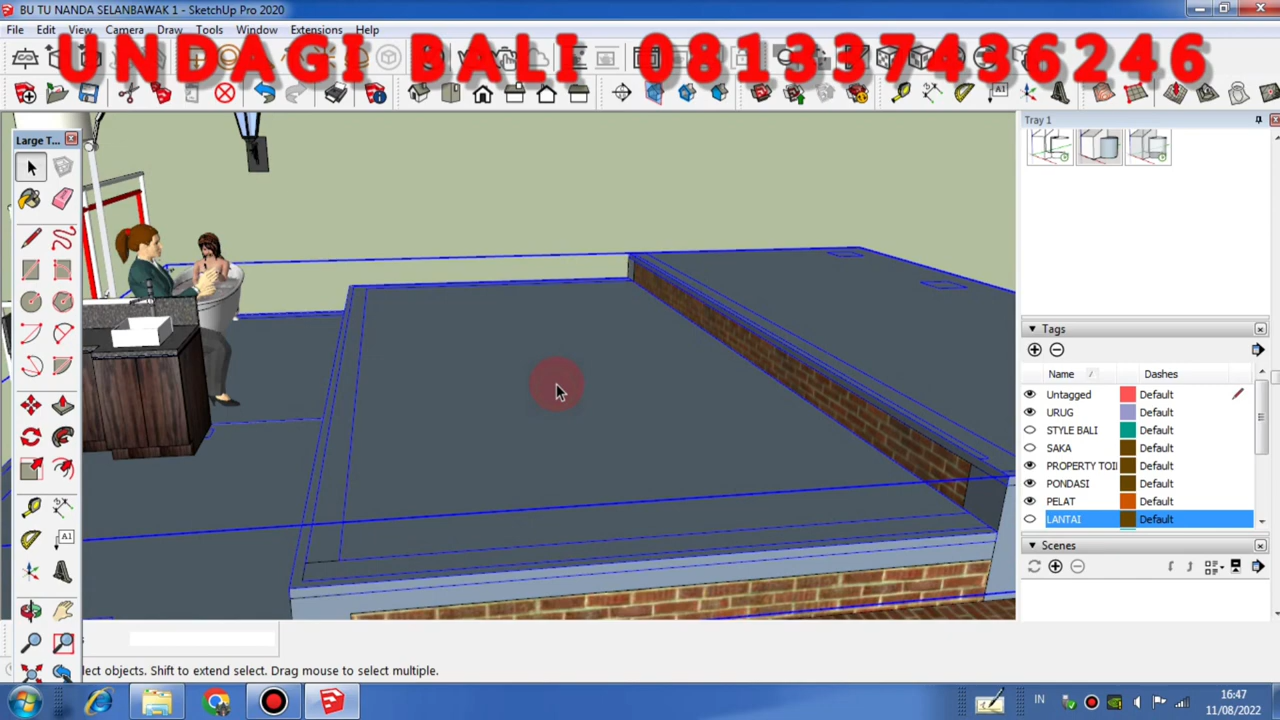 BU TU NANDA SELANBAWAK 1 - SketchUp Pro 2020
File Edit View Camera Draw Tools Window Extensions Help
UNDAGI BALI 081337436246
Large T...
Tray 1
Tags
Name Dashes
Untagged Default
URUG Default
STYLE BALI Default
SAKA Default
PROPERTY TOI Default
PONDASI Default
PELAT Default
LANTAI Default
Scenes
lect objects. Shift to extend select. Drag mouse to select multiple.
IN
16:47
11/08/2022